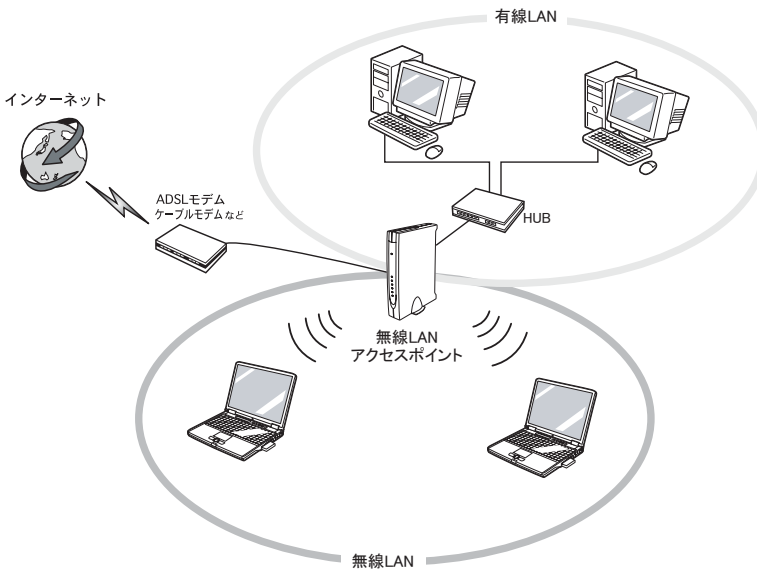 有線LAN
インターネット
ADSLモデム
ケーブルモデム など
HUB
無線LAN
アクセスポイント
無線LAN